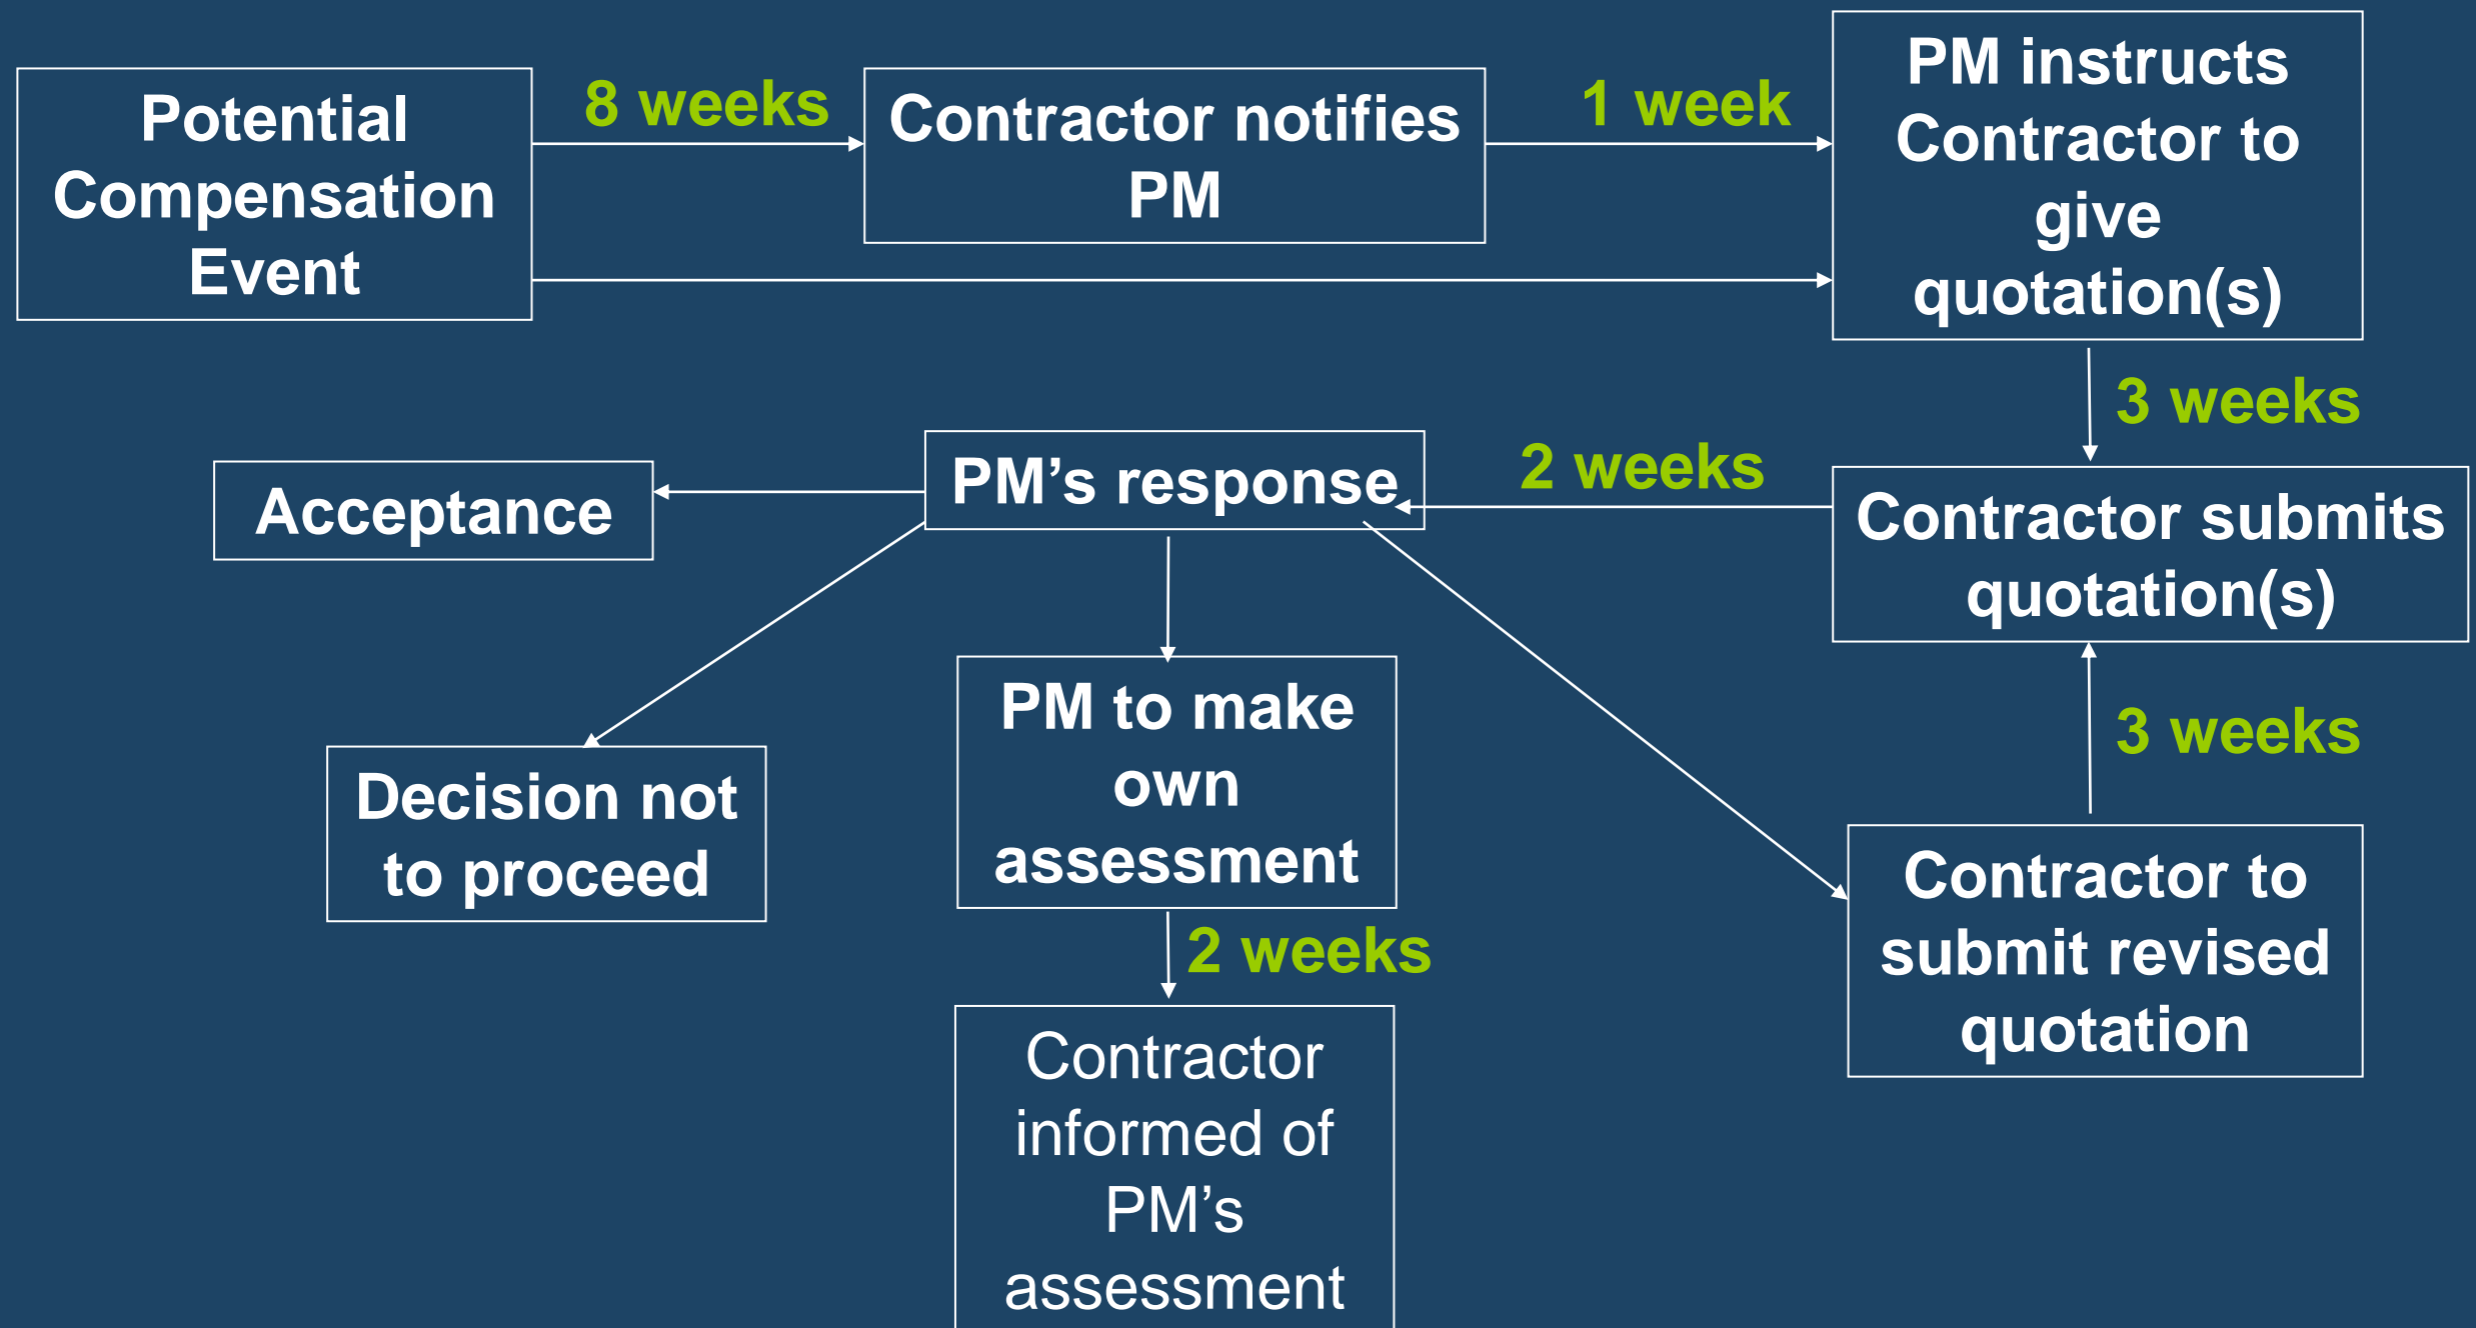 Potential
Compensation
Event
8 weeks
Contractor notifies
PM
1 week
PM instructs
Contractor to
give
quotation(s)
3 weeks
Contractor submits
quotation(s)
2 weeks
PM’s response
Acceptance
Decision not
to proceed
PM to make
own
assessment
2 weeks
Contractor
informed of
PM’s
assessment
3 weeks
Contractor to
submit revised
quotation